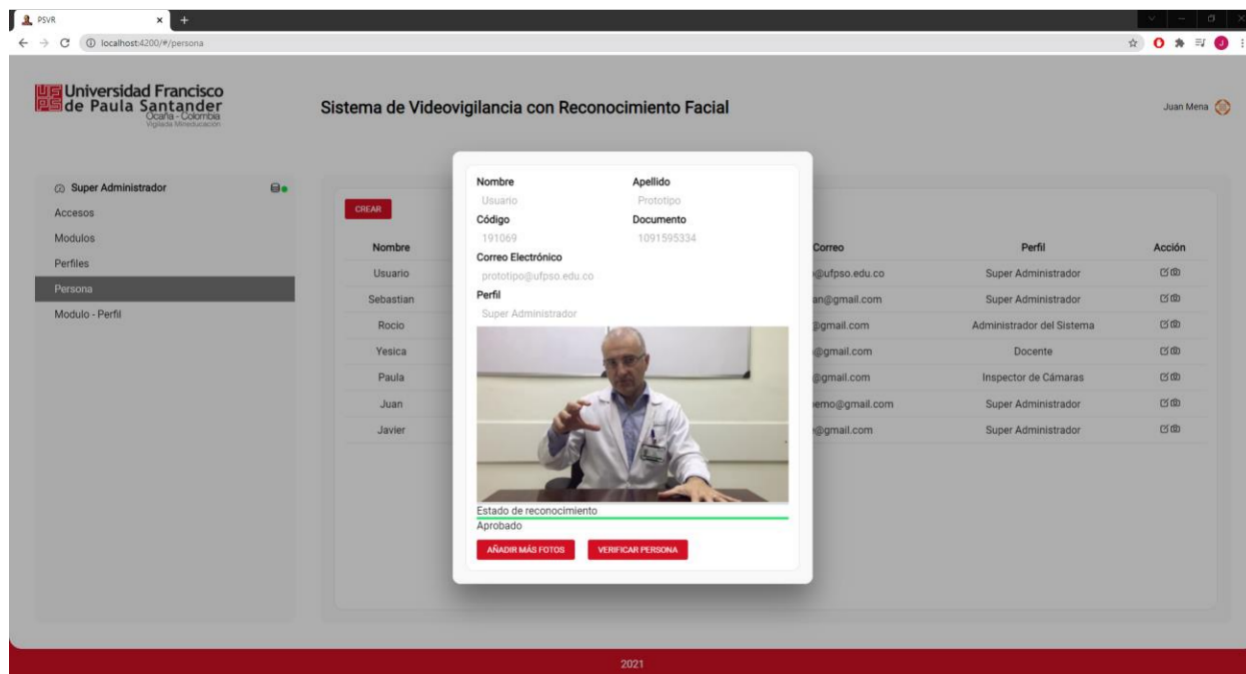 PSVR
localhost:4200/#/persona
Universidad Francisco
de Paula Santander
Ocaña - Colombia
Vigilada Mineducación
Sistema de Videovigilancia con Reconocimiento Facial
Juan Mena
Super Administrador
Accesos
Modulos
Perfiles
Persona
Modulo - Perfil
CREAR
Nombre Correo Perfil Acción
Usuario @ufpso.edu.co Super Administrador
Sebastian an@gmail.com Super Administrador
Rocio @gmail.com Administrador del Sistema
Yesica @gmail.com Docente
Paula @gmail.com Inspector de Cámaras
Juan emo@gmail.com Super Administrador
Javier @gmail.com Super Administrador
Nombre Apellido
Usuario Prototipo
Código Documento
191069 1091595334
Correo Electrónico
prototipo@ufpso.edu.co
Perfil
Super Administrador
Estado de reconocimiento
Aprobado
AÑADIR MÁS FOTOS VERIFICAR PERSONA
2021